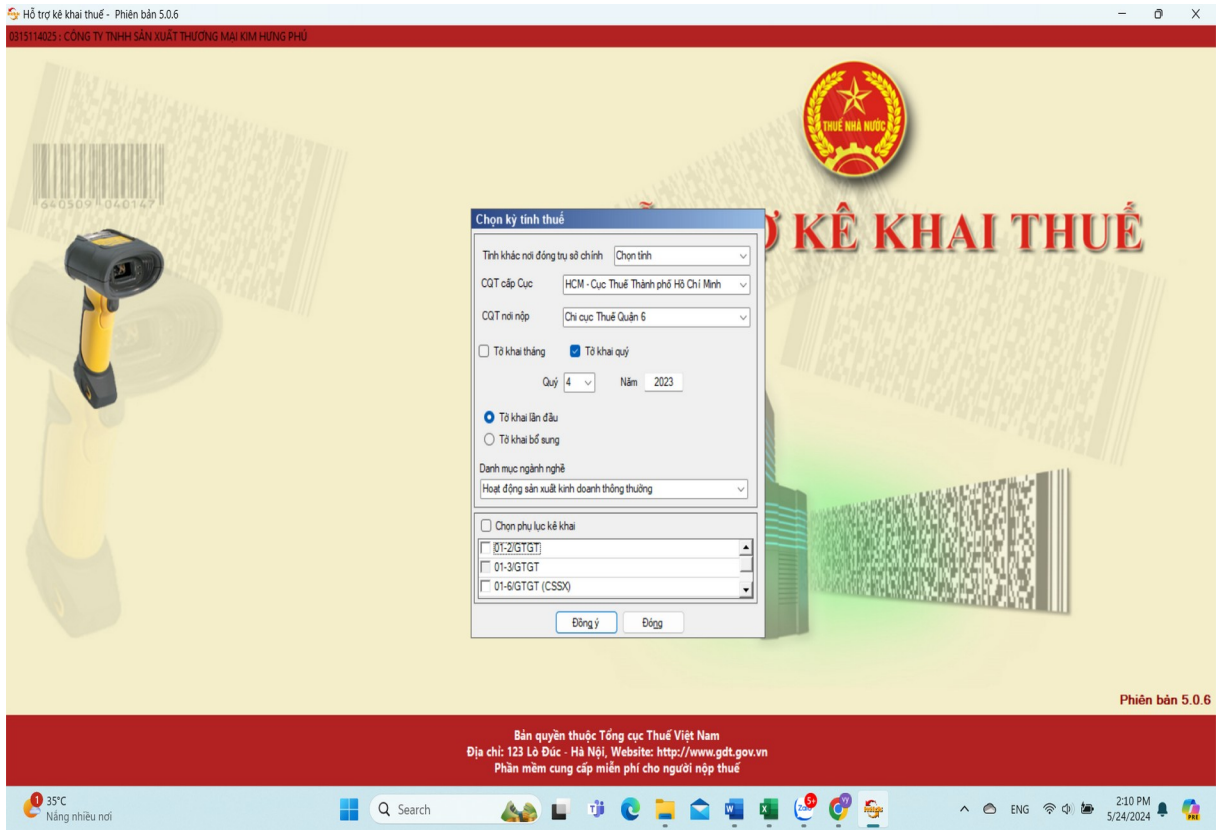 Hỗ trợ kê khai thuế - Phiên bản 5.0.6
0315114025 : CÔNG TY TNHH SẢN XUẤT THƯƠNG MẠI KIM HƯNG PHÚ
THUẾ NHÀ NƯỚC
640509 040147
KÊ KHAI THUẾ
Chọn kỳ tính thuế
Tỉnh khác nơi đóng trụ sở chính Chọn tỉnh
CQT cấp Cục HCM - Cục Thuế Thành phố Hồ Chí Minh
CQT nơi nộp Chi cục Thuế Quận 6
Tờ khai tháng Tờ khai quý
Quý 4 Năm 2023
Tờ khai lần đầu
Tờ khai bổ sung
Danh mục ngành nghề
Hoạt động sản xuất kinh doanh thông thường
Chọn phụ lục kê khai
01-2/GTGT
01-3/GTGT
01-6/GTGT (CSSX)
Đồng ý Đóng
Phiên bản 5.0.6
Bản quyền thuộc Tổng cục Thuế Việt Nam
Địa chỉ: 123 Lò Đúc - Hà Nội, Website: http://www.gdt.gov.vn
Phần mềm cung cấp miễn phí cho người nộp thuế
1
35°C
Nắng nhiều nơi
Search
5+
Zalo
VY
ENG
2:10 PM
5/24/2024
PRE